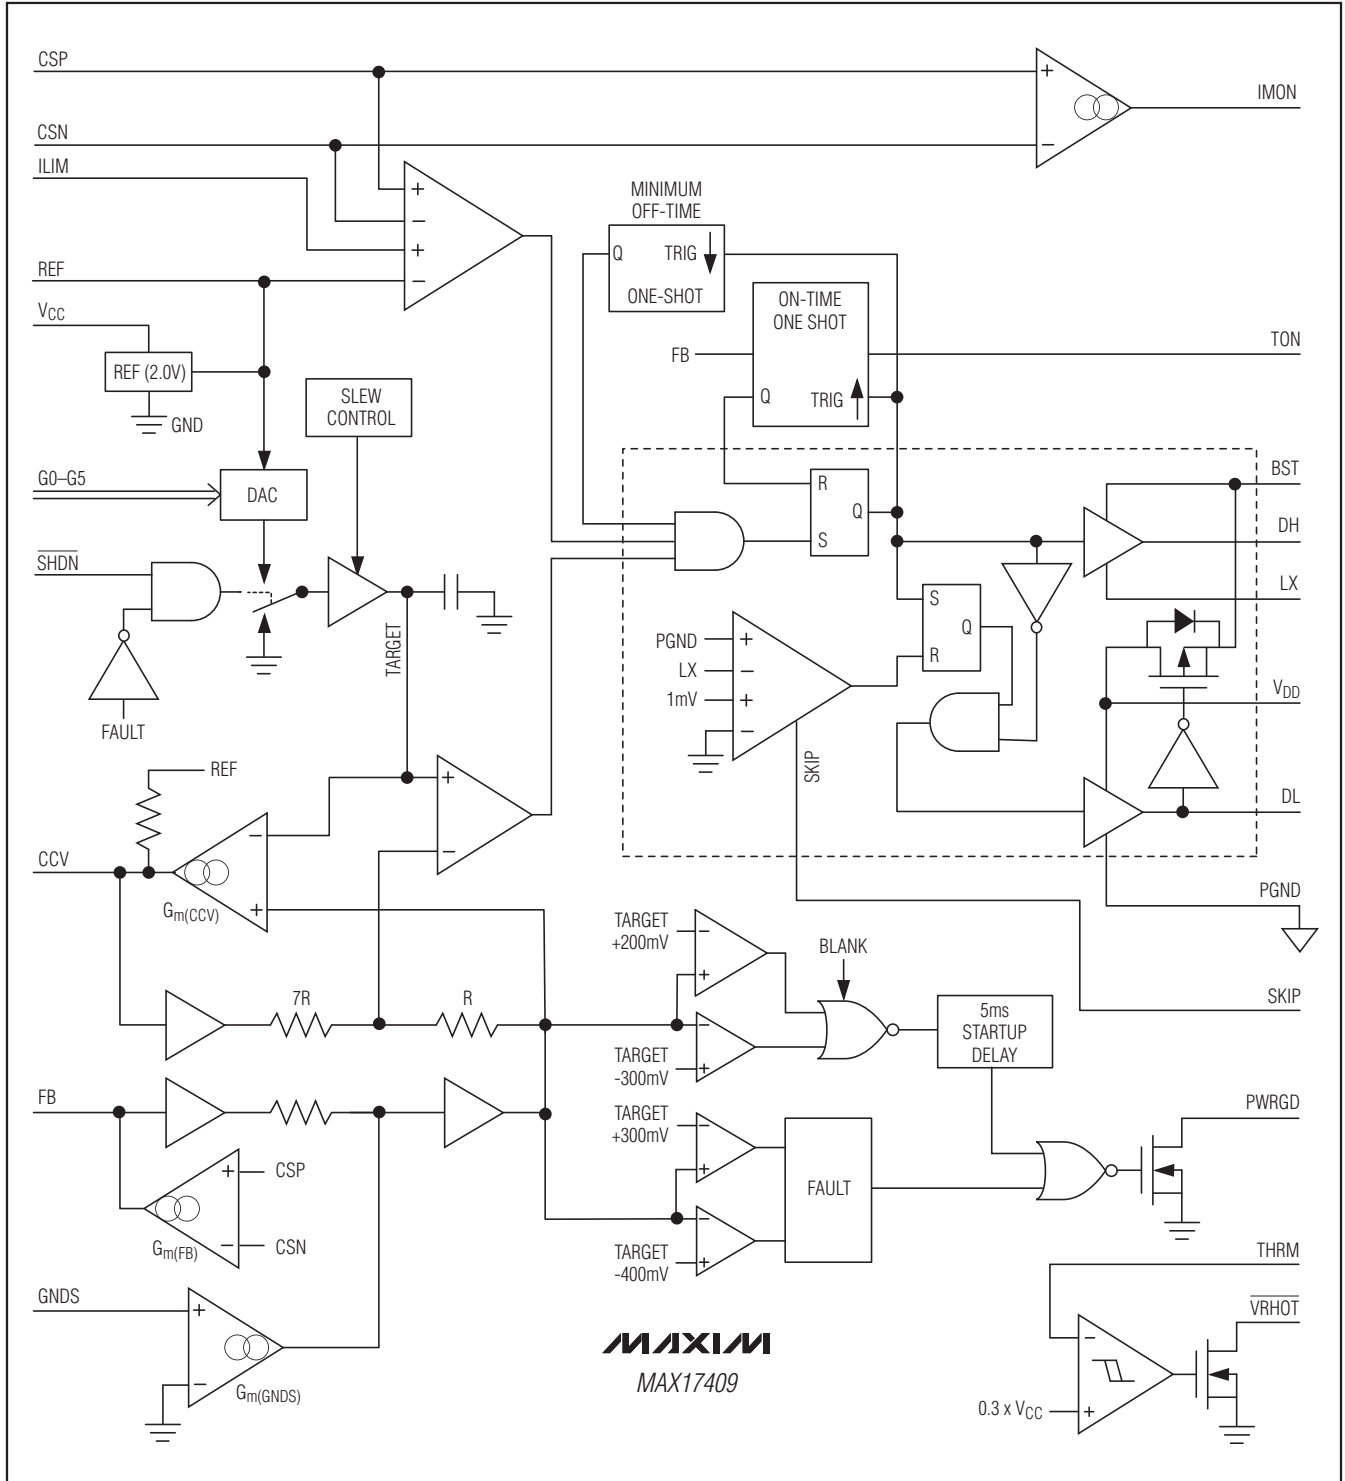 CSP
IMON
CSN
ILIM
MINIMUM
OFF-TIME
Q
TRIG
ONE-SHOT
REF
ON-TIME
ONE SHOT
VCC
TON
FB
REF (2.0V)
SLEW
CONTROL
Q
TRIG
GND
BST
G0–G5
DAC
R
Q
S
DH
SHDN
LX
S
Q
R
TARGET
PGND
LX
1mV
VDD
FAULT
SKIP
REF
DL
CCV
Gm(CCV)
PGND
TARGET
+200mV
BLANK
7R
R
5ms
STARTUP
DELAY
SKIP
TARGET
-300mV
FB
TARGET
+300mV
PWRGD
CSP
FAULT
Gm(FB)
CSN
TARGET
-400mV
THRM
GNDS
VRHOT
MAXIM
MAX17409
Gm(GNDS)
0.3 x VCC